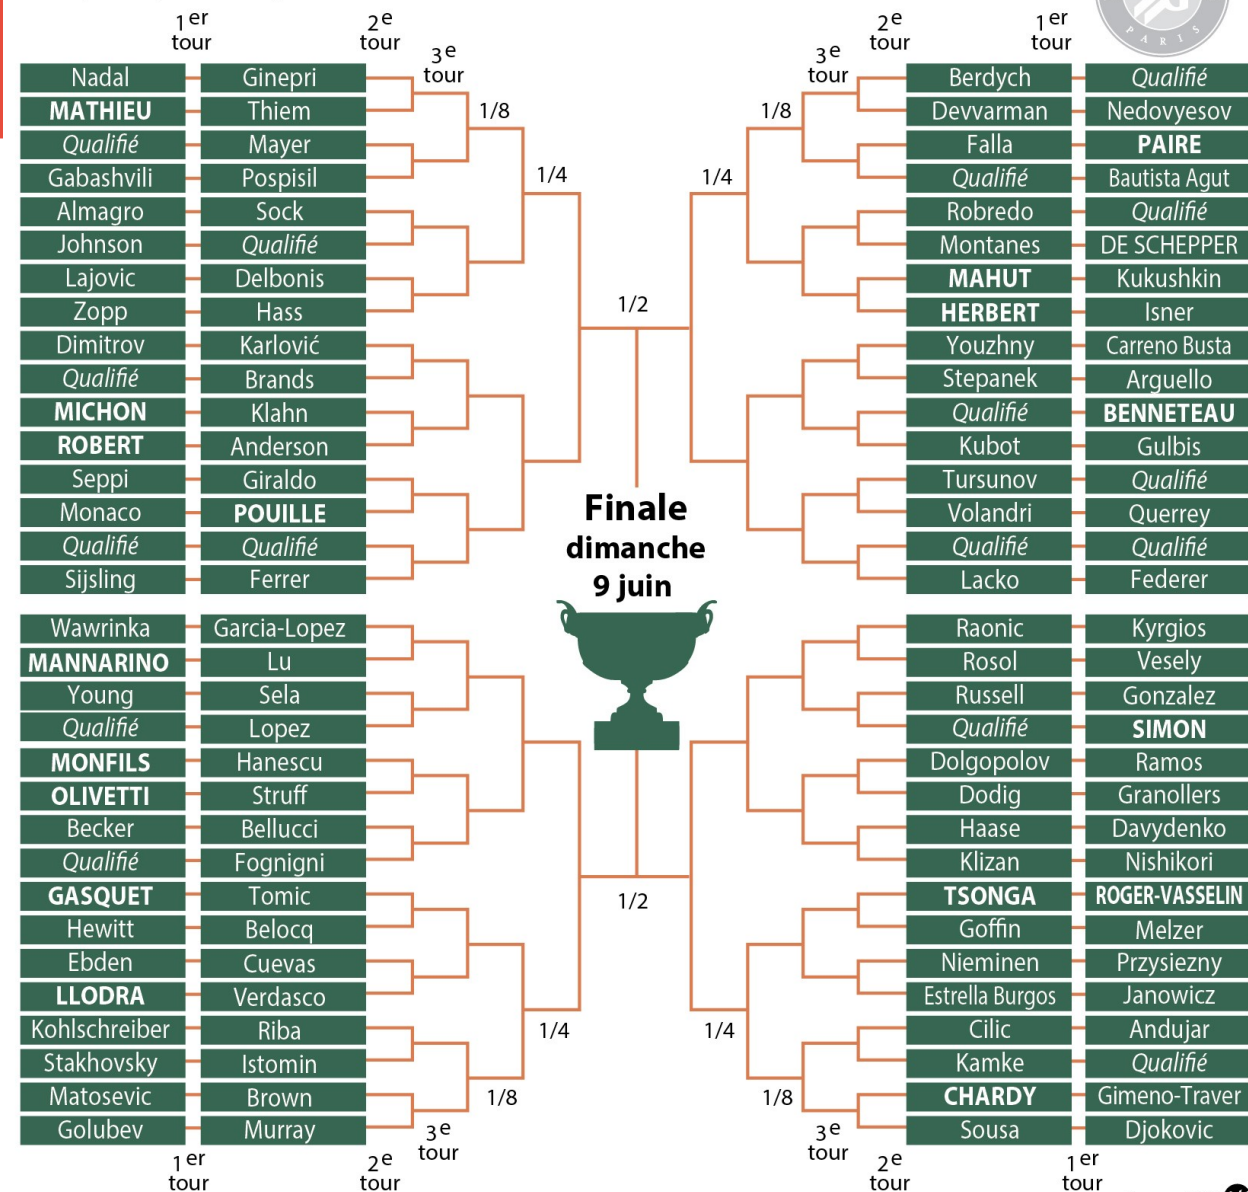 1er tour 2e tour 3e tour 3e tour 2e tour 1er tour
PARIS
Nadal Ginepri Berdych Qualifié
MATHIEU Thiem 1/8 1/8 Devvarman Nedovyesov
Qualifié Mayer Falla PAIRE
Gabashvili Pospisil 1/4 1/4 Qualifié Bautista Agut
Almagro Sock Robredo Qualifié
Johnson Qualifié Montanes DE SCHEPPER
Lajovic Delbonis MAHUT Kukushkin
Zopp Hass 1/2 HERBERT Isner
Dimitrov Karlović Youzhny Carreno Busta
Qualifié Brands Stepanek Arguello
MICHON Klahn Qualifié BENNETEAU
ROBERT Anderson Kubot Gulbis
Seppi Giraldo Tursunov Qualifié
Monaco POUILLE Finale Volandri Querrey
Qualifié Qualifié dimanche Qualifié Qualifié
Sijsling Ferrer 9 juin Lacko Federer
Wawrinka Garcia-Lopez Raonic Kyrgios
MANNARINO Lu Rosol Vesely
Young Sela Russell Gonzalez
Qualifié Lopez Qualifié SIMON
MONFILS Hanescu Dolgopolov Ramos
OLIVETTI Struff Dodig Granollers
Becker Bellucci Haase Davydenko
Qualifié Fognigni Klizan Nishikori
GASQUET Tomic 1/2 TSONGA ROGER-VASSELIN
Hewitt Belocq Goffin Melzer
Ebden Cuevas Nieminen Przysiezny
LLODRA Verdasco Estrella Burgos Janowicz
Kohlschreiber Riba 1/4 1/4 Cilic Andujar
Stakhovsky Istomin Kamke Qualifié
Matosevic Brown 1/8 1/8 CHARDY Gimeno-Traver
Golubev Murray Sousa Djokovic
1er tour 2e tour 3e tour 3e tour 2e tour 1er tour